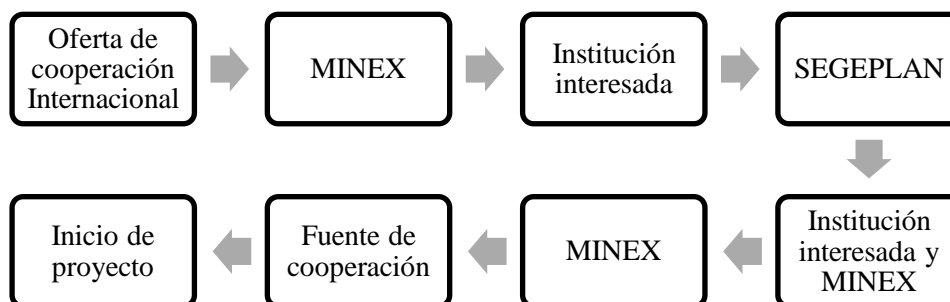 Oferta de
cooperación
Internacional
MINEX
Institución
interesada
SEGEPLAN
Institución
interesada y
MINEX
MINEX
Fuente de
cooperación
Inicio de
proyecto